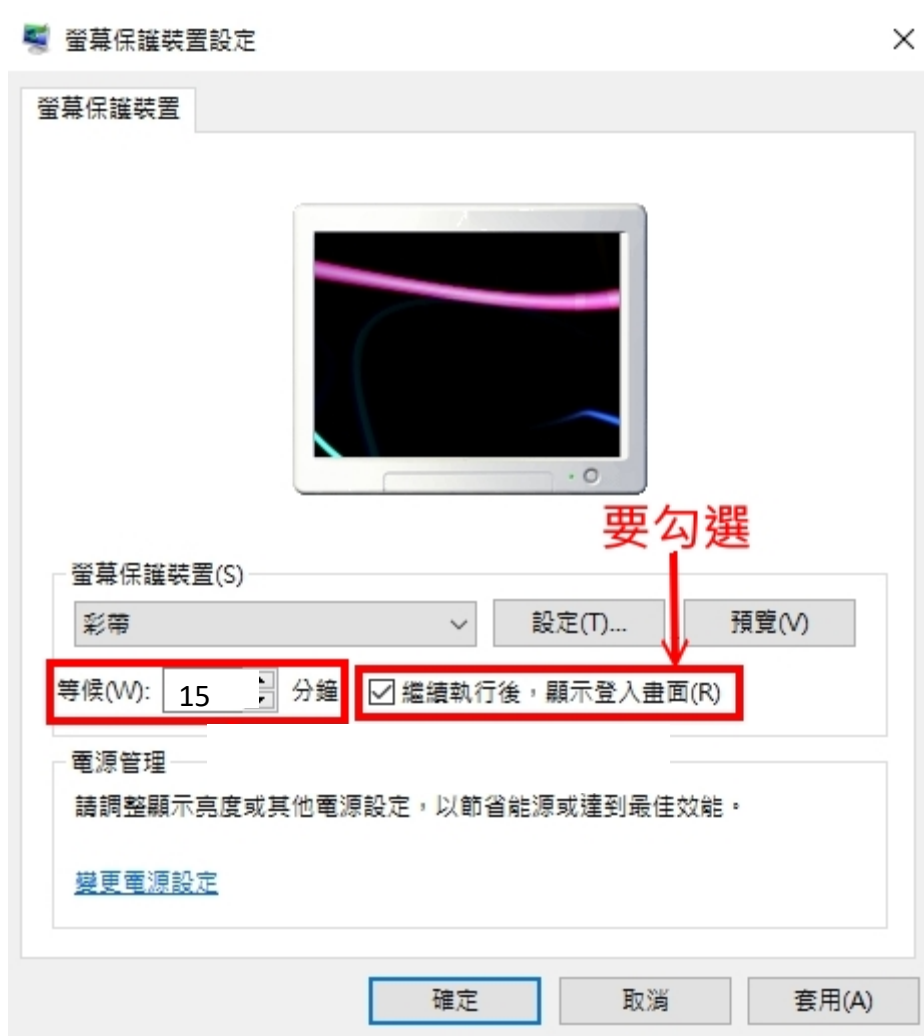 螢幕保護裝置設定
螢幕保護裝置
要勾選
螢幕保護裝置(S)
彩帶 設定(T)... 預覽(V)
等候(W): 15 分鐘 繼續執行後，顯示登入畫面(R)
電源管理
請調整顯示亮度或其他電源設定，以節省能源或達到最佳效能。
變更電源設定
確定 取消 套用(A)